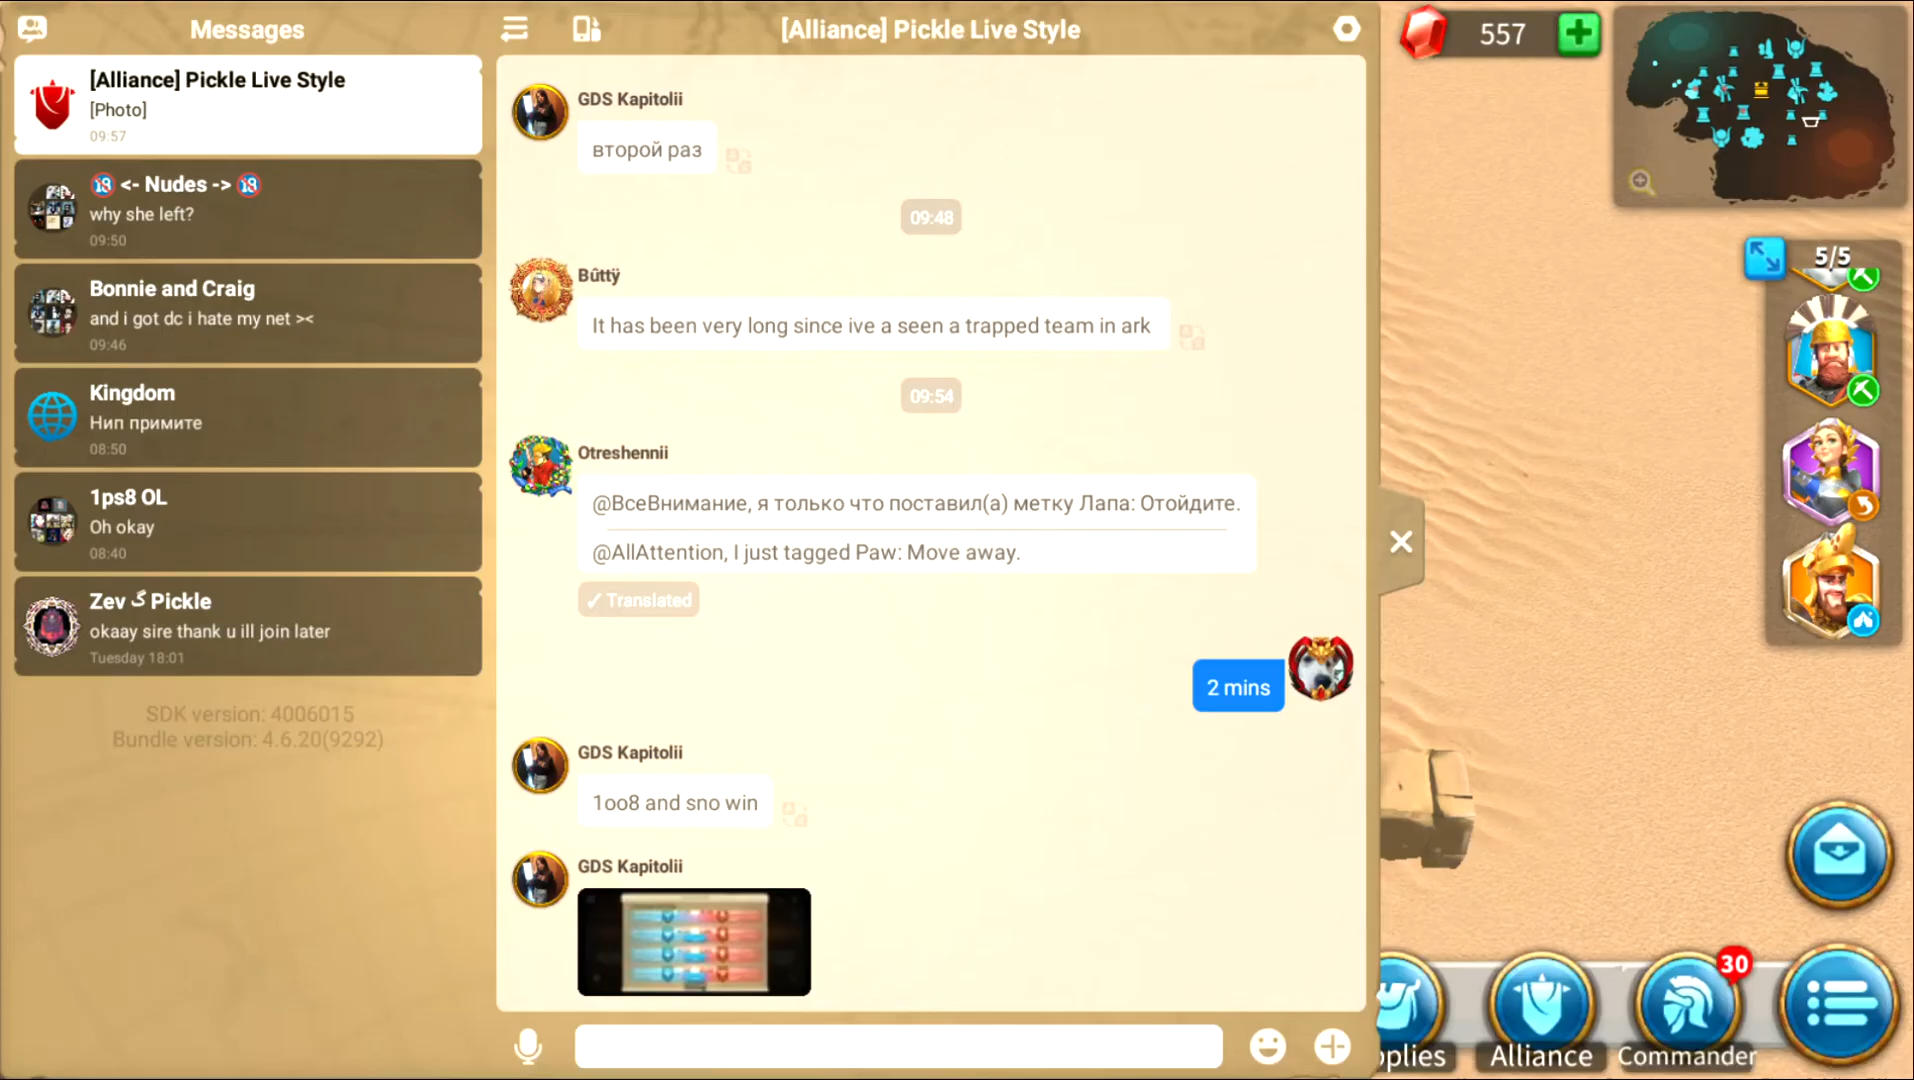 Messages
[Alliance] Pickle Live Style
[Photo]
09:57
🔞 <- Nudes -> 🔞
why she left?
09:50
Bonnie and Craig
and i got dc i hate my net ><
09:46
Kingdom
Нип примите
08:50
1ps8 OL
Oh okay
08:40
Zev گ Pickle
okaay sire thank u ill join later
Tuesday 18:01
SDK version: 4006015
Bundle version: 4.6.20(9292)
[Alliance] Pickle Live Style
GDS Kapitolii
второй раз
09:48
Bûttÿ
It has been very long since ive a seen a trapped team in ark
09:54
Otreshennii
@ВсеВнимание, я только что поставил(а) метку Лапа: Отойдите.
@AllAttention, I just tagged Paw: Move away.
✓ Translated
2 mins
GDS Kapitolii
1oo8 and sno win
GDS Kapitolii
557
5/5
30
pplies
Alliance
Commander